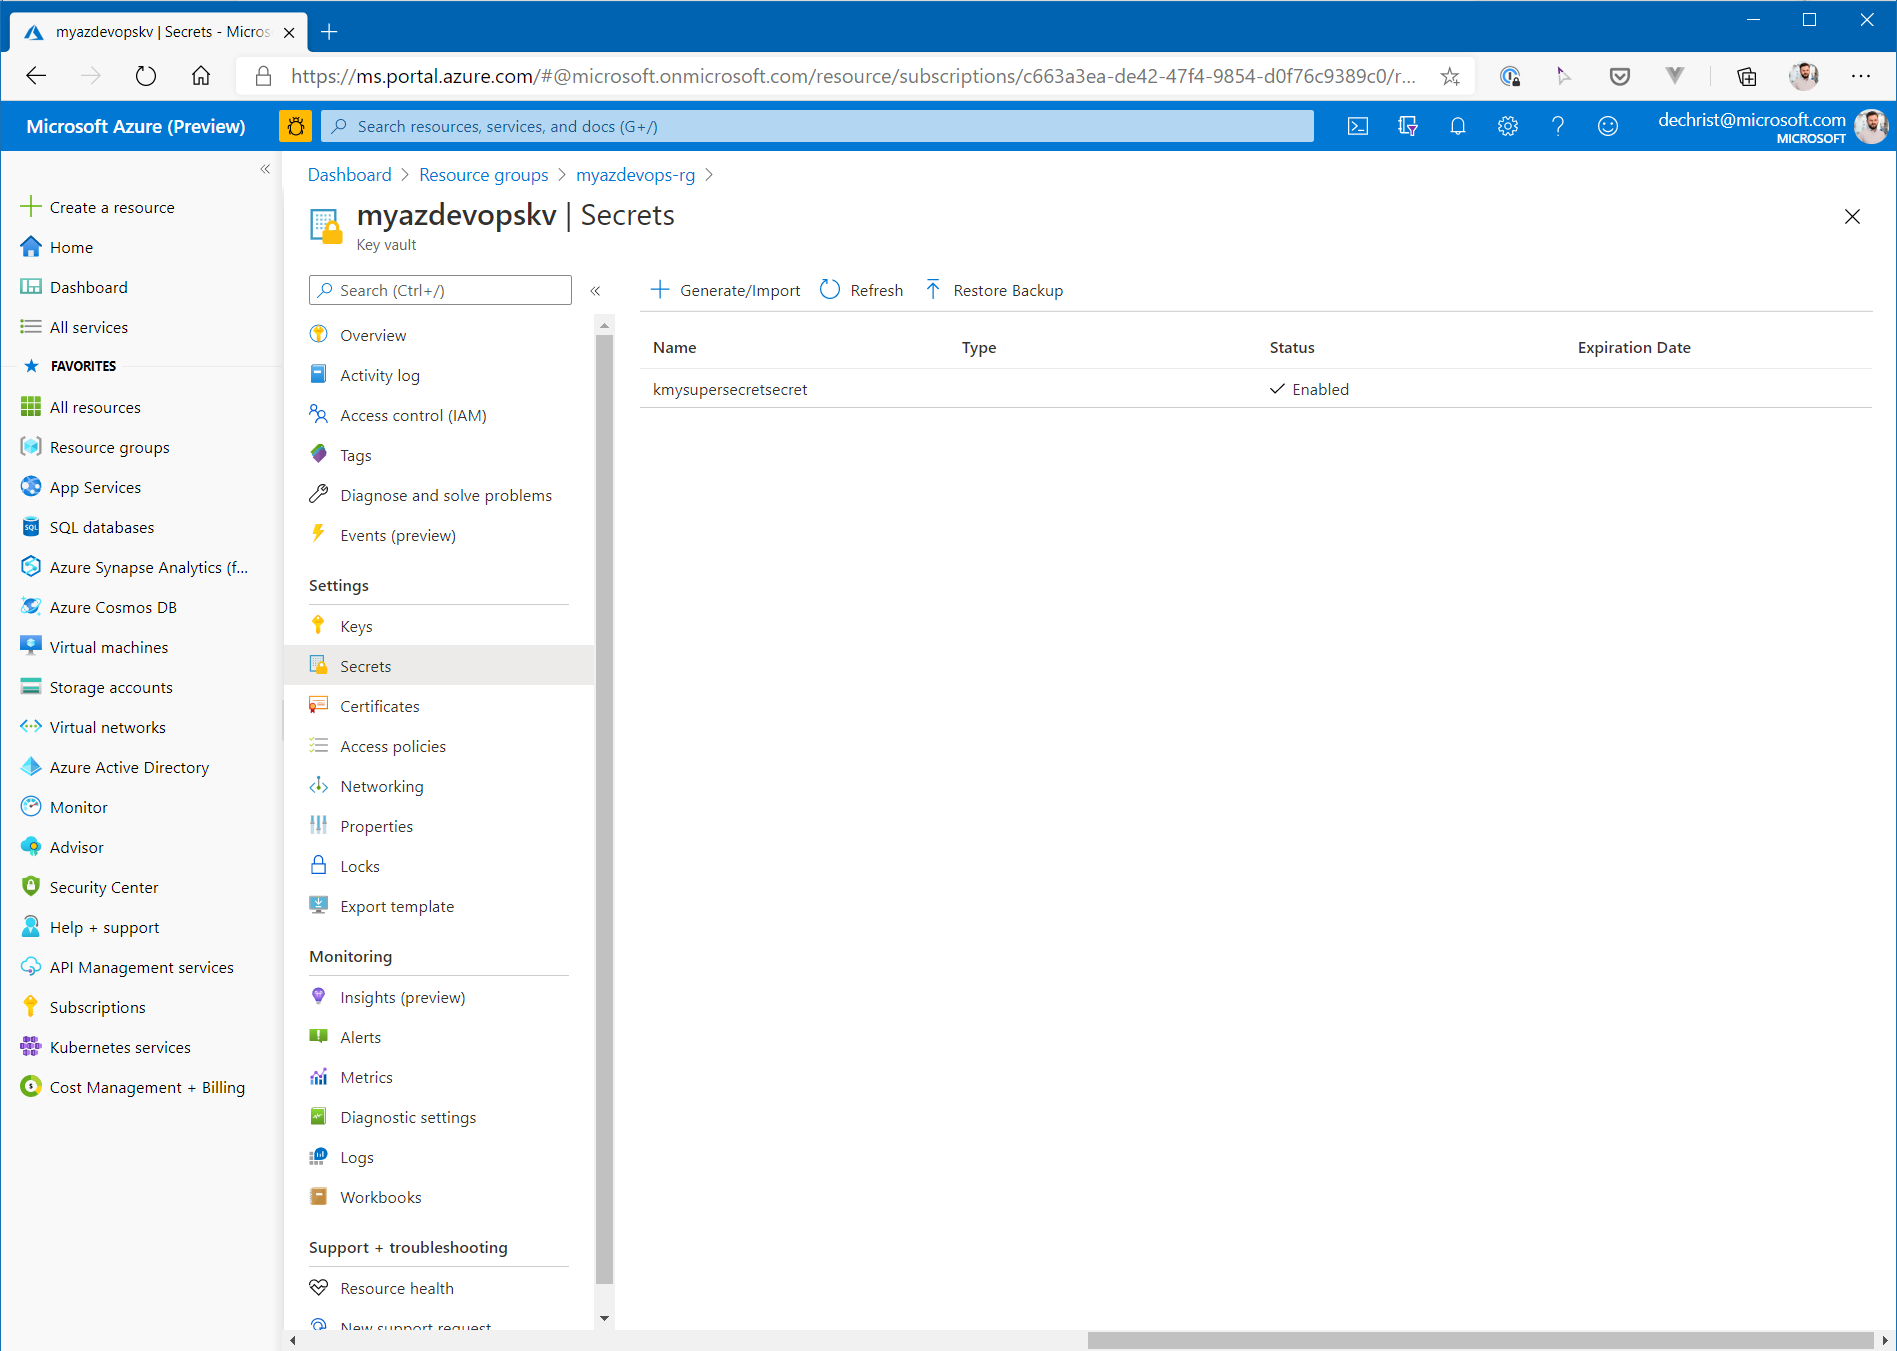 myazdevopskv | Secrets - Micros
https://ms.portal.azure.com/#@microsoft.onmicrosoft.com/resource/subscriptions/c663a3ea-de42-47f4-9854-d0f76c9389c0/r...
Microsoft Azure (Preview)
Search resources, services, and docs (G+/)
dechrist@microsoft.com
MICROSOFT
Create a resource
Home
Dashboard
All services
FAVORITES
All resources
Resource groups
App Services
SQL databases
Azure Synapse Analytics (f...
Azure Cosmos DB
Virtual machines
Storage accounts
Virtual networks
Azure Active Directory
Monitor
Advisor
Security Center
Help + support
API Management services
Subscriptions
Kubernetes services
Cost Management + Billing
Dashboard > Resource groups > myazdevops-rg >
myazdevopskv | Secrets
Key vault
Search (Ctrl+/)
Overview
Activity log
Access control (IAM)
Tags
Diagnose and solve problems
Events (preview)
Settings
Keys
Secrets
Certificates
Access policies
Networking
Properties
Locks
Export template
Monitoring
Insights (preview)
Alerts
Metrics
Diagnostic settings
Logs
Workbooks
Support + troubleshooting
Resource health
New support request
Generate/Import Refresh Restore Backup
Name Type Status Expiration Date
kmysupersecretsecret Enabled